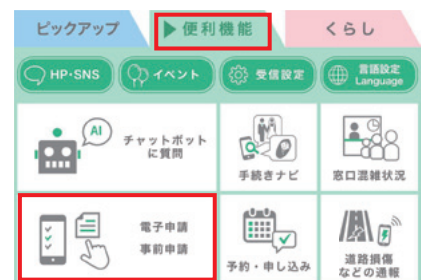 ピックアップ
▶便利機能
くらし
HP・SNS
イベント
受信設定
言語設定
Language
AI
チャットボット
に質問
手続きナビ
窓口混雑状況
電子申請
事前申請
予約・申し込み
道路損傷
などの通報